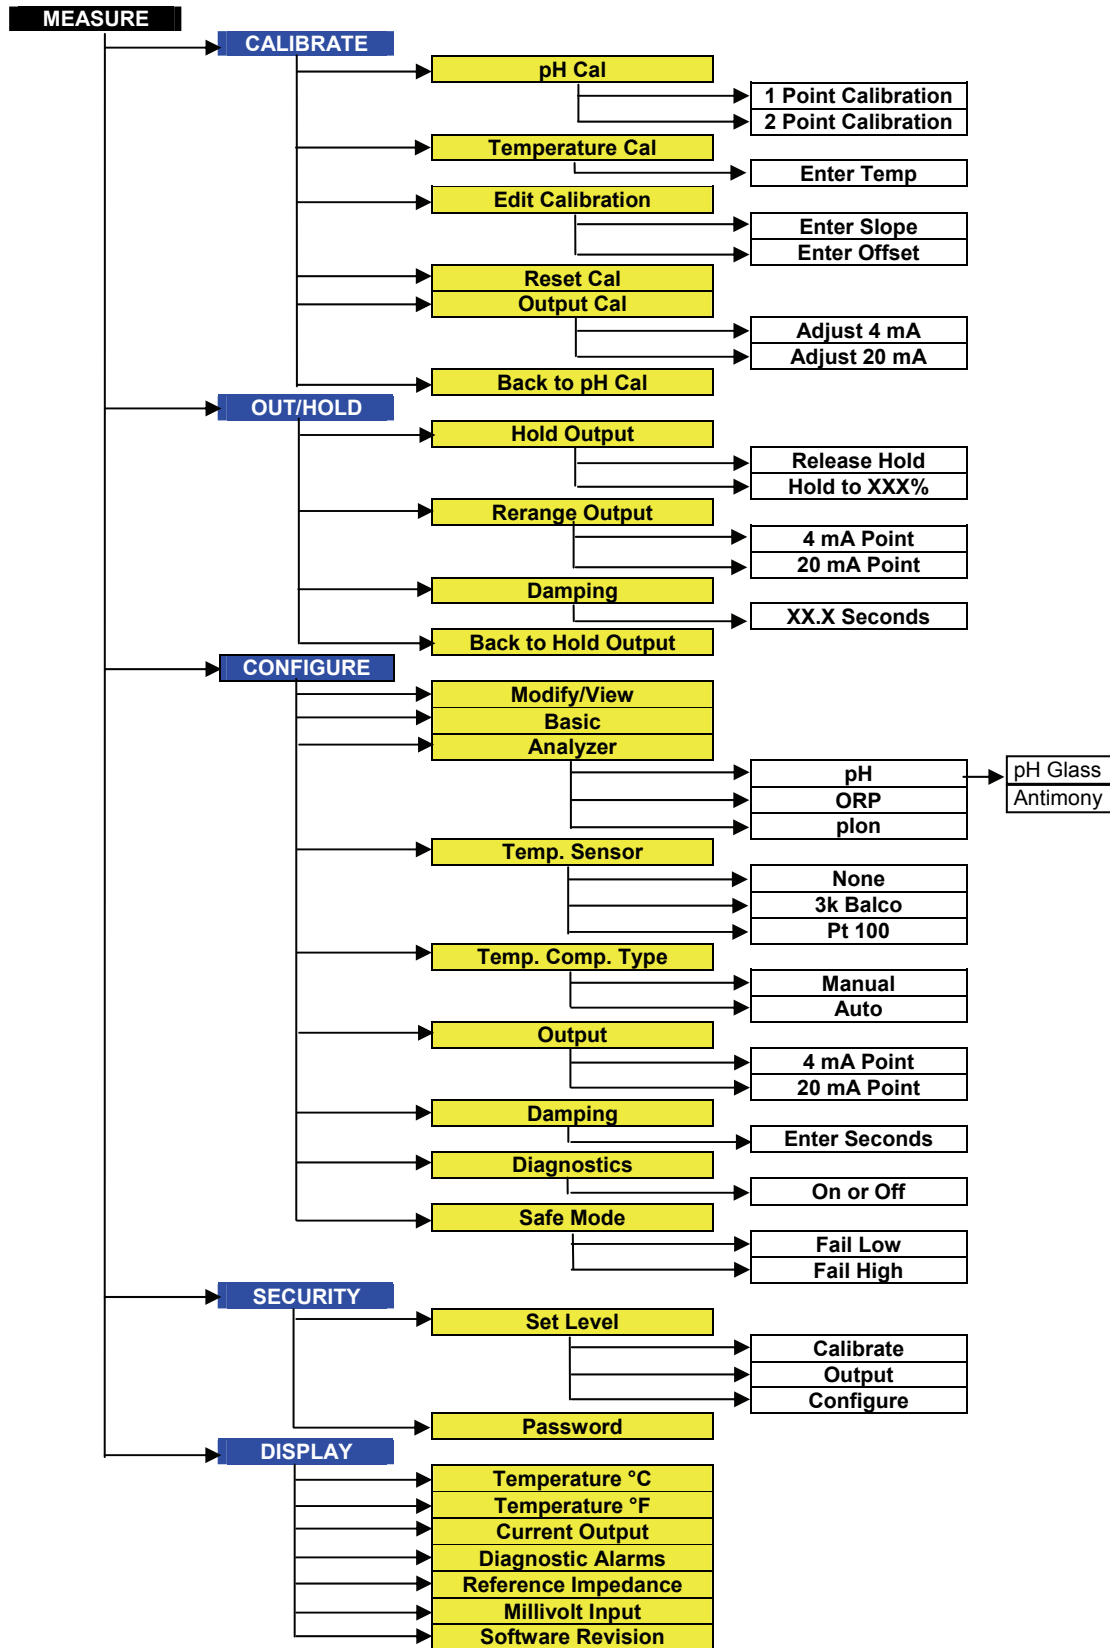 MEASURE
CALIBRATE
pH Cal
1 Point Calibration
2 Point Calibration
Temperature Cal
Enter Temp
Edit Calibration
Enter Slope
Enter Offset
Reset Cal
Output Cal
Adjust 4 mA
Adjust 20 mA
Back to pH Cal
OUT/HOLD
Hold Output
Release Hold
Hold to XXX%
Rerange Output
4 mA Point
20 mA Point
Damping
XX.X Seconds
Back to Hold Output
CONFIGURE
Modify/View
Basic
Analyzer
pH
pH Glass
Antimony
ORP
pIon
Temp. Sensor
None
3k Balco
Pt 100
Temp. Comp. Type
Manual
Auto
Output
4 mA Point
20 mA Point
Damping
Enter Seconds
Diagnostics
On or Off
Safe Mode
Fail Low
Fail High
SECURITY
Set Level
Calibrate
Output
Configure
Password
DISPLAY
Temperature °C
Temperature °F
Current Output
Diagnostic Alarms
Reference Impedance
Millivolt Input
Software Revision